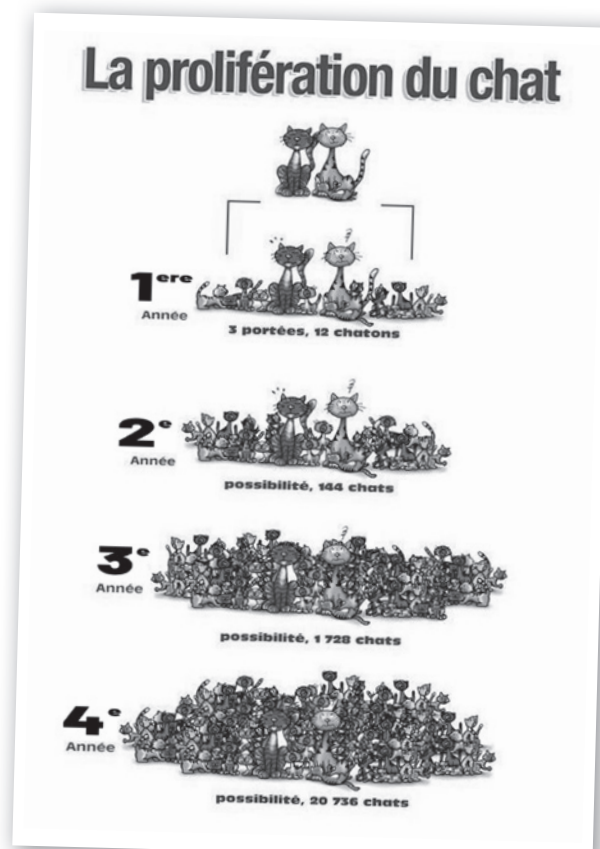 La prolifération du chat
1ere
Année
3 portées, 12 chatons
2e
Année
possibilité, 144 chats
3e
Année
possibilité, 1 728 chats
4e
Année
possibilité, 20 736 chats